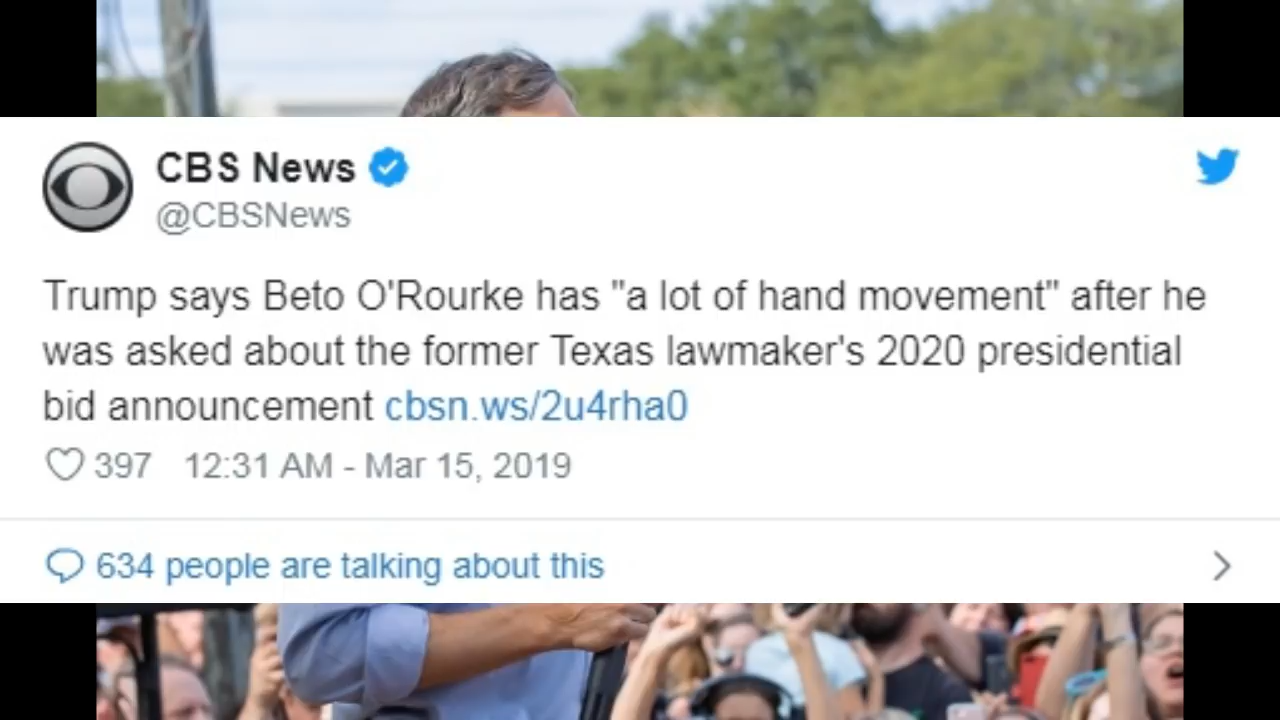 CBS News
@CBSNews
Trump says Beto O'Rourke has "a lot of hand movement" after he
was asked about the former Texas lawmaker's 2020 presidential
bid announcement cbsn.ws/2u4rha0
397 12:31 AM - Mar 15, 2019
634 people are talking about this